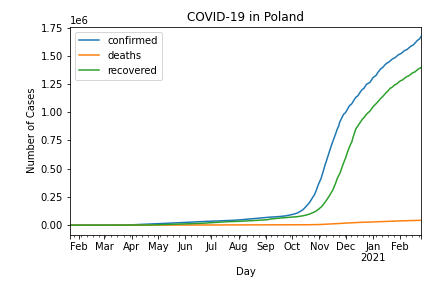 COVID-19 in Poland
1e6
1.75
1.50
1.25
1.00
0.75
0.50
0.25
0.00
Number of Cases
confirmed
deaths
recovered
Feb Mar Apr May Jun Jul Aug Sep Oct Nov Dec Jan Feb
2021
Day